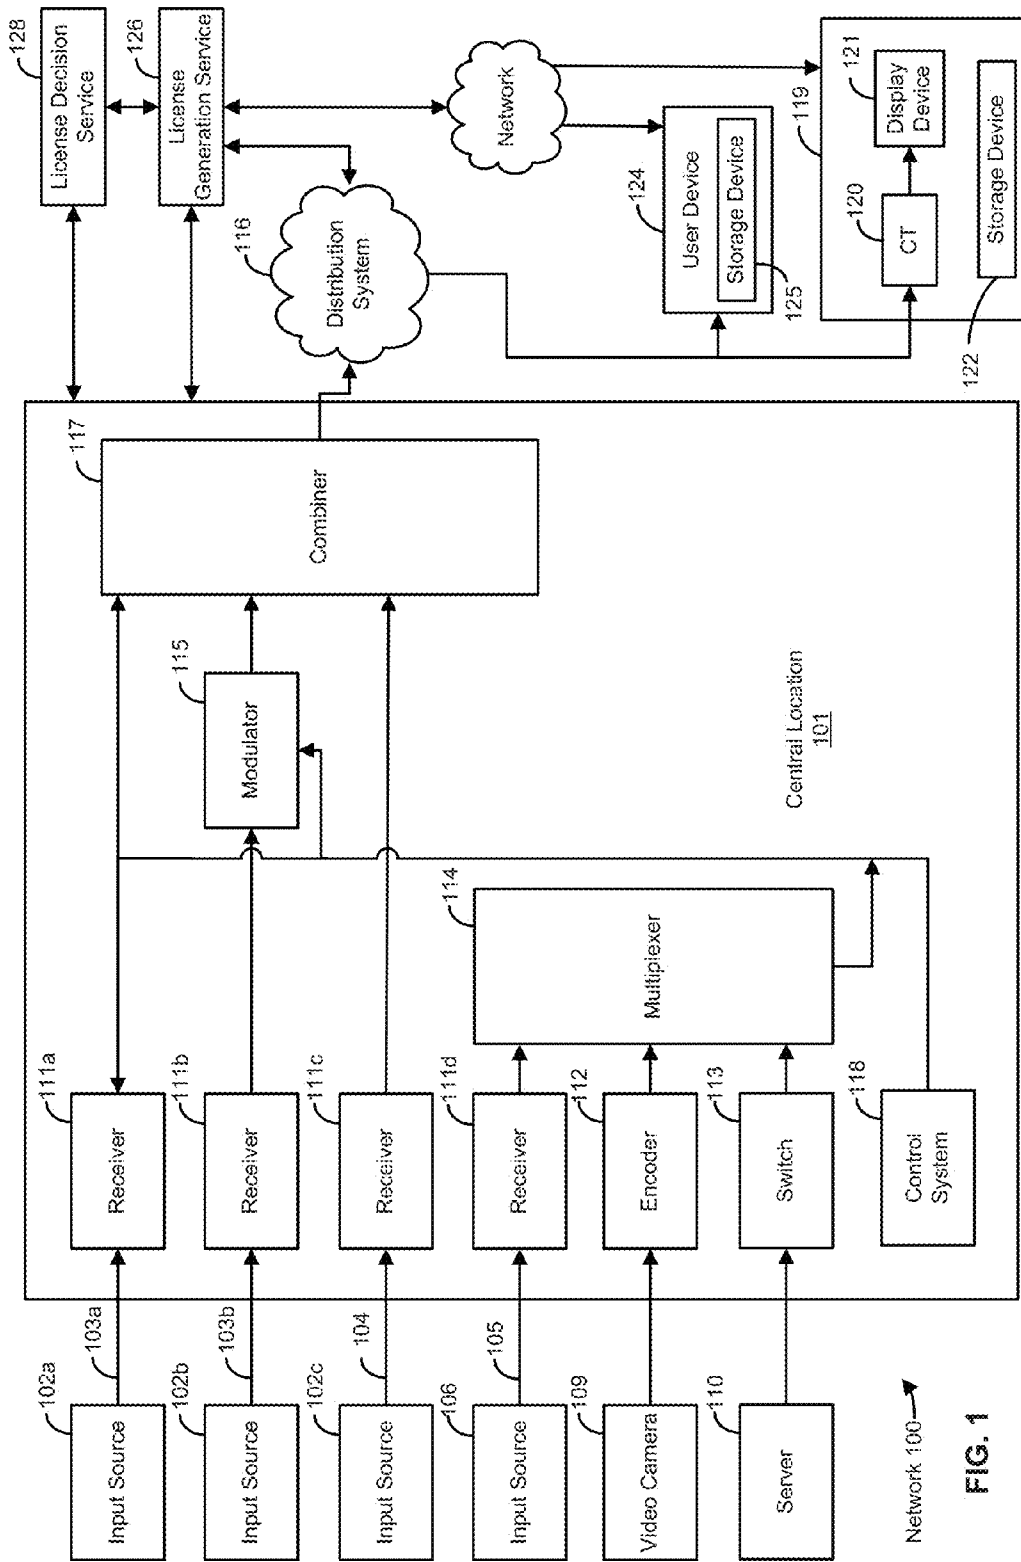 102a
Input Source
103a
102b
Input Source
103b
102c
Input Source
104
106
Input Source
105
109
Video Camera
110
Server
Network 100
FIG. 1
111a
Receiver
111b
Receiver
111c
Receiver
111d
Receiver
112
Encoder
113
Switch
118
Control
System
114
Multiplexer
115
Modulator
117
Combiner
Central Location
101
128
License Decision
Service
126
License
Generation Service
116
Distribution
System
Network
124
User Device
Storage Device
125
119
120
CT
121
Display
Device
122
Storage Device